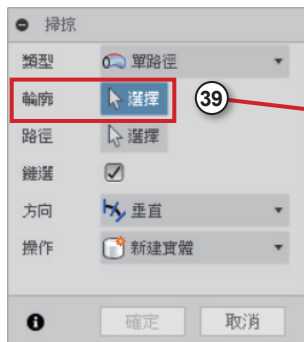 掃掠
類型 單路徑
輪廓 選擇 39
路徑 選擇
鏈選
方向 垂直
操作 新建實體
確定 取消